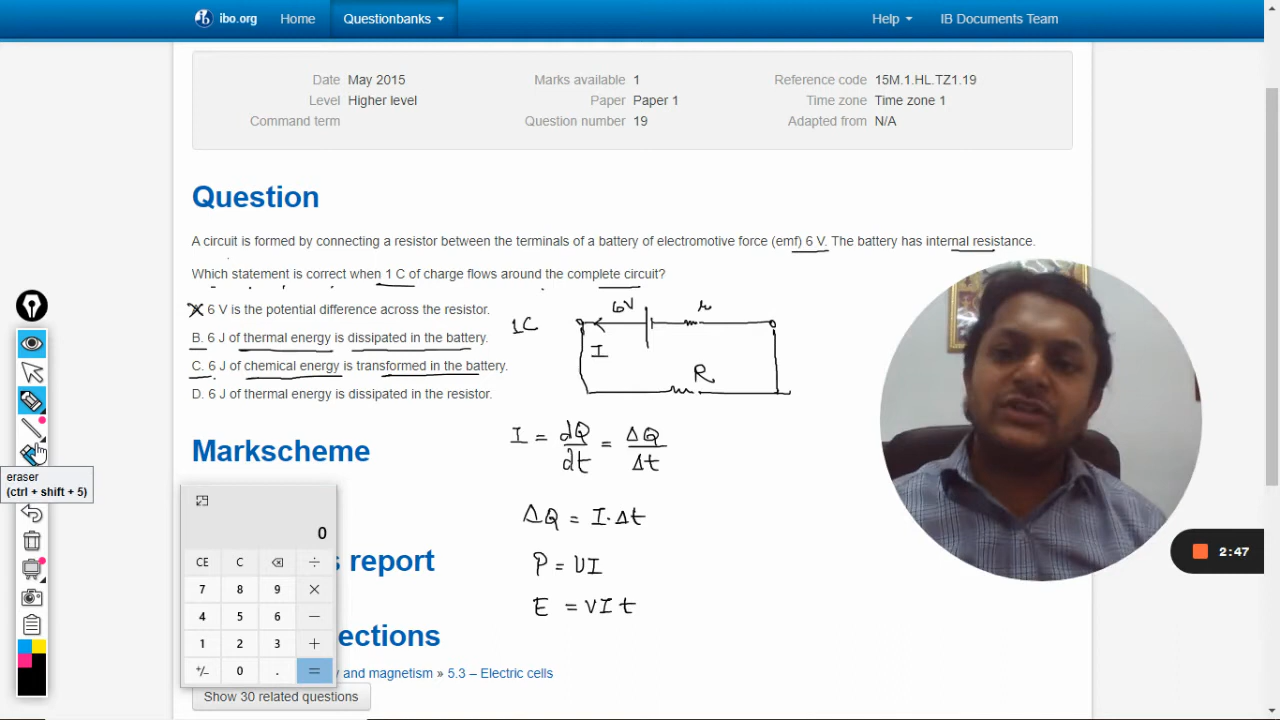 ibo.org Home Questionbanks Help IB Documents Team
Date May 2015 Marks available 1 Reference code 15M.1.HL.TZ1.19
Level Higher level Paper Paper 1 Time zone Time zone 1
Command term Question number 19 Adapted from N/A
Question
A circuit is formed by connecting a resistor between the terminals of a battery of electromotive force (emf) 6 V. The battery has internal resistance.
Which statement is correct when 1 C of charge flows around the complete circuit?
6 V is the potential difference across the resistor.
B. 6 J of thermal energy is dissipated in the battery.
C. 6 J of chemical energy is transformed in the battery.
D. 6 J of thermal energy is dissipated in the resistor.
6V r
1C
I
R
I = dQ/dt = ΔQ/Δt
Markscheme
eraser
(ctrl + shift + 5)
ΔQ = I·Δt
0
s report
P = VI
2:47
CE C ÷
7 8 9 ×
4 5 6 −
1 2 3 +
+/− 0 . =
E = VIt
ections
y and magnetism » 5.3 – Electric cells
Show 30 related questions